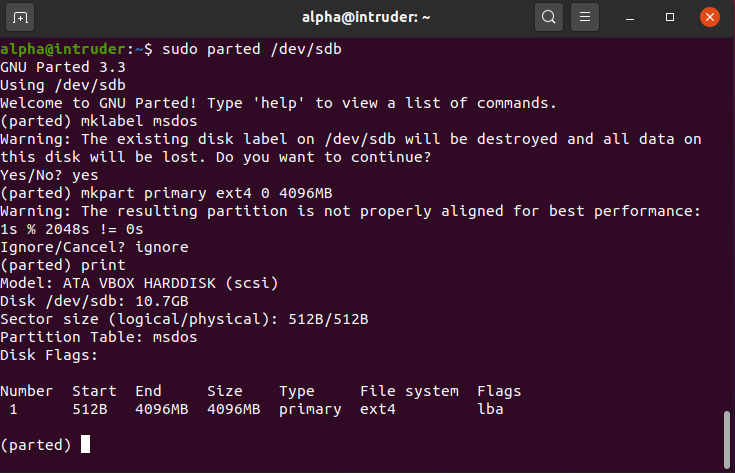 alpha@intruder: ~
alpha@intruder:~$ sudo parted /dev/sdb
GNU Parted 3.3
Using /dev/sdb
Welcome to GNU Parted! Type 'help' to view a list of commands.
(parted) mklabel msdos
Warning: The existing disk label on /dev/sdb will be destroyed and all data on
this disk will be lost. Do you want to continue?
Yes/No? yes
(parted) mkpart primary ext4 0 4096MB
Warning: The resulting partition is not properly aligned for best performance:
1s % 2048s != 0s
Ignore/Cancel? ignore
(parted) print
Model: ATA VBOX HARDDISK (scsi)
Disk /dev/sdb: 10.7GB
Sector size (logical/physical): 512B/512B
Partition Table: msdos
Disk Flags:
Number  Start  End     Size    Type     File system  Flags
 1      512B   4096MB  4096MB  primary  ext4         lba
(parted)